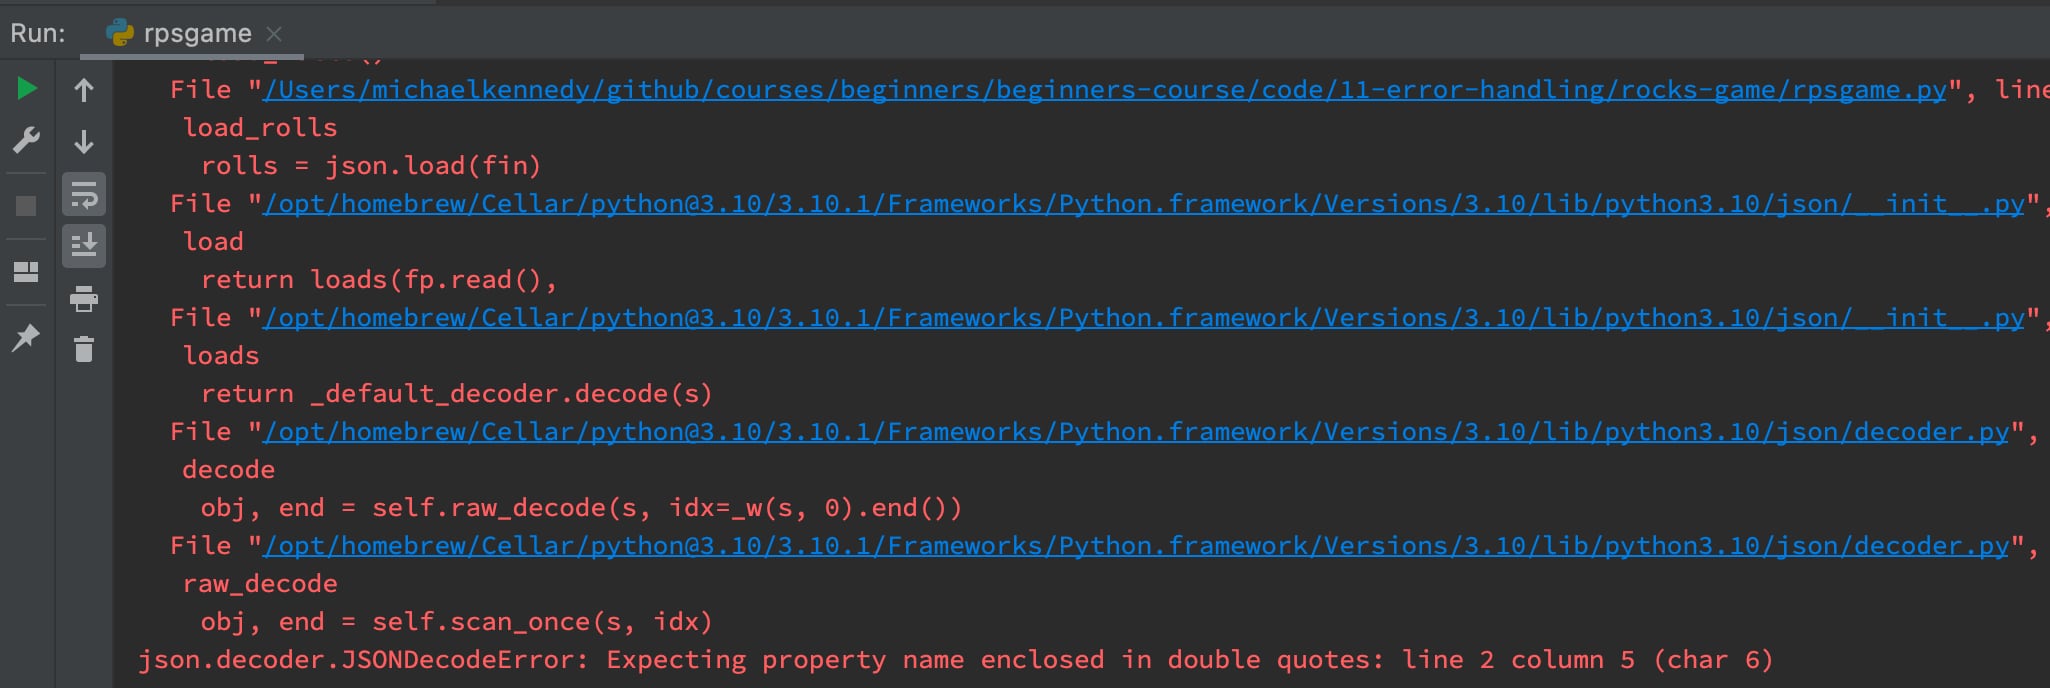 Run: rpsgame
File "/Users/michaelkennedy/github/courses/beginners/beginners-course/code/11-error-handling/rocks-game/rpsgame.py", line
load_rolls
rolls = json.load(fin)
File "/opt/homebrew/Cellar/python@3.10/3.10.1/Frameworks/Python.framework/Versions/3.10/lib/python3.10/json/__init__.py",
load
return loads(fp.read(),
File "/opt/homebrew/Cellar/python@3.10/3.10.1/Frameworks/Python.framework/Versions/3.10/lib/python3.10/json/__init__.py",
loads
return _default_decoder.decode(s)
File "/opt/homebrew/Cellar/python@3.10/3.10.1/Frameworks/Python.framework/Versions/3.10/lib/python3.10/json/decoder.py",
decode
obj, end = self.raw_decode(s, idx=_w(s, 0).end())
File "/opt/homebrew/Cellar/python@3.10/3.10.1/Frameworks/Python.framework/Versions/3.10/lib/python3.10/json/decoder.py",
raw_decode
obj, end = self.scan_once(s, idx)
json.decoder.JSONDecodeError: Expecting property name enclosed in double quotes: line 2 column 5 (char 6)